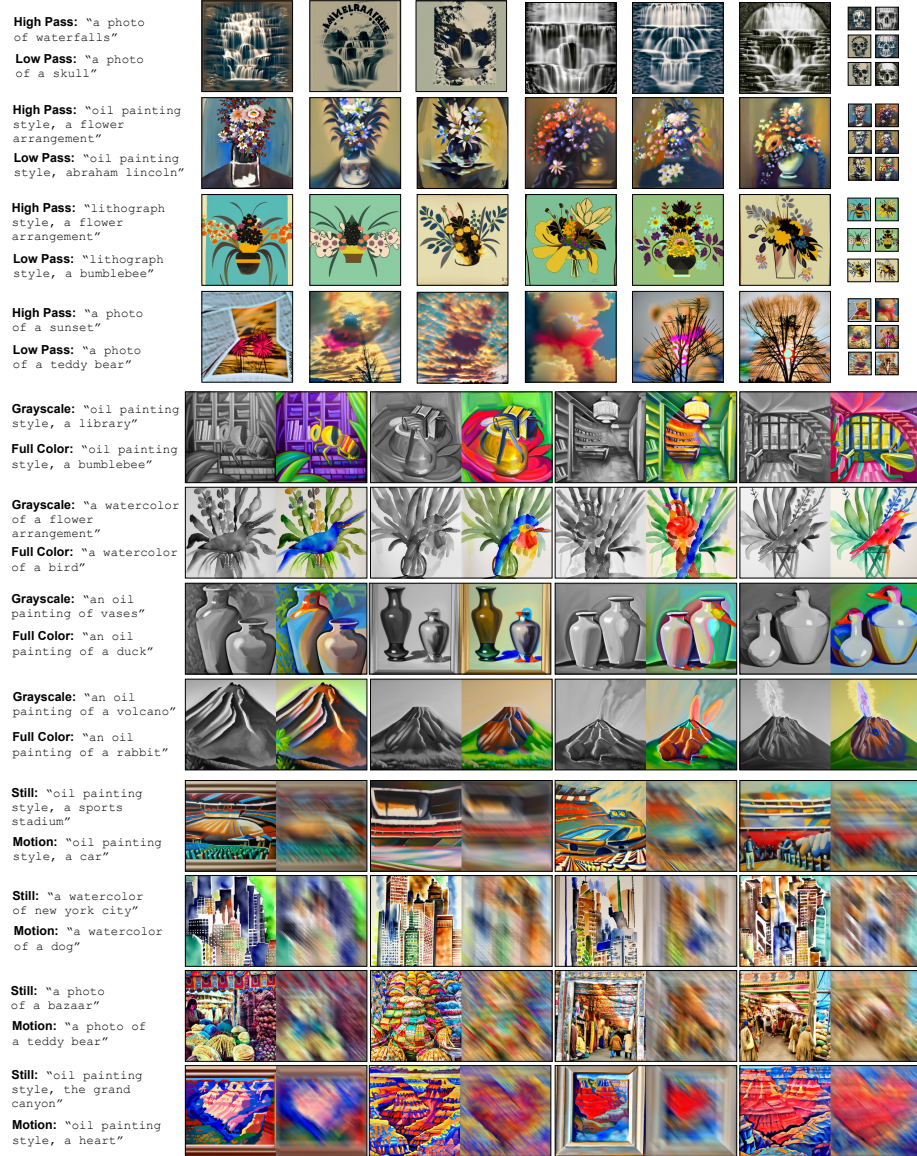 High Pass: "a photo
of waterfalls"
Low Pass: "a photo
of a skull"
High Pass: "oil painting
style, a flower
arrangement"
Low Pass: "oil painting
style, abraham lincoln"
High Pass: "lithograph
style, a flower
arrangement"
Low Pass: "lithograph
style, a bumblebee"
High Pass: "a photo
of a sunset"
Low Pass: "a photo
of a teddy bear"
Grayscale: "oil painting
style, a library"
Full Color: "oil painting
style, a bumblebee"
Grayscale: "a watercolor
of a flower
arrangement"
Full Color: "a watercolor
of a bird"
Grayscale: "an oil
painting of vases"
Full Color: "an oil
painting of a duck"
Grayscale: "an oil
painting of a volcano"
Full Color: "an oil
painting of a rabbit"
Still: "oil painting
style, a sports
stadium"
Motion: "oil painting
style, a car"
Still: "a watercolor
of new york city"
Motion: "a watercolor
of a dog"
Still: "a photo
of a bazaar"
Motion: "a photo of
a teddy bear"
Still: "oil painting
style, the grand
canyon"
Motion: "oil painting
style, a heart"